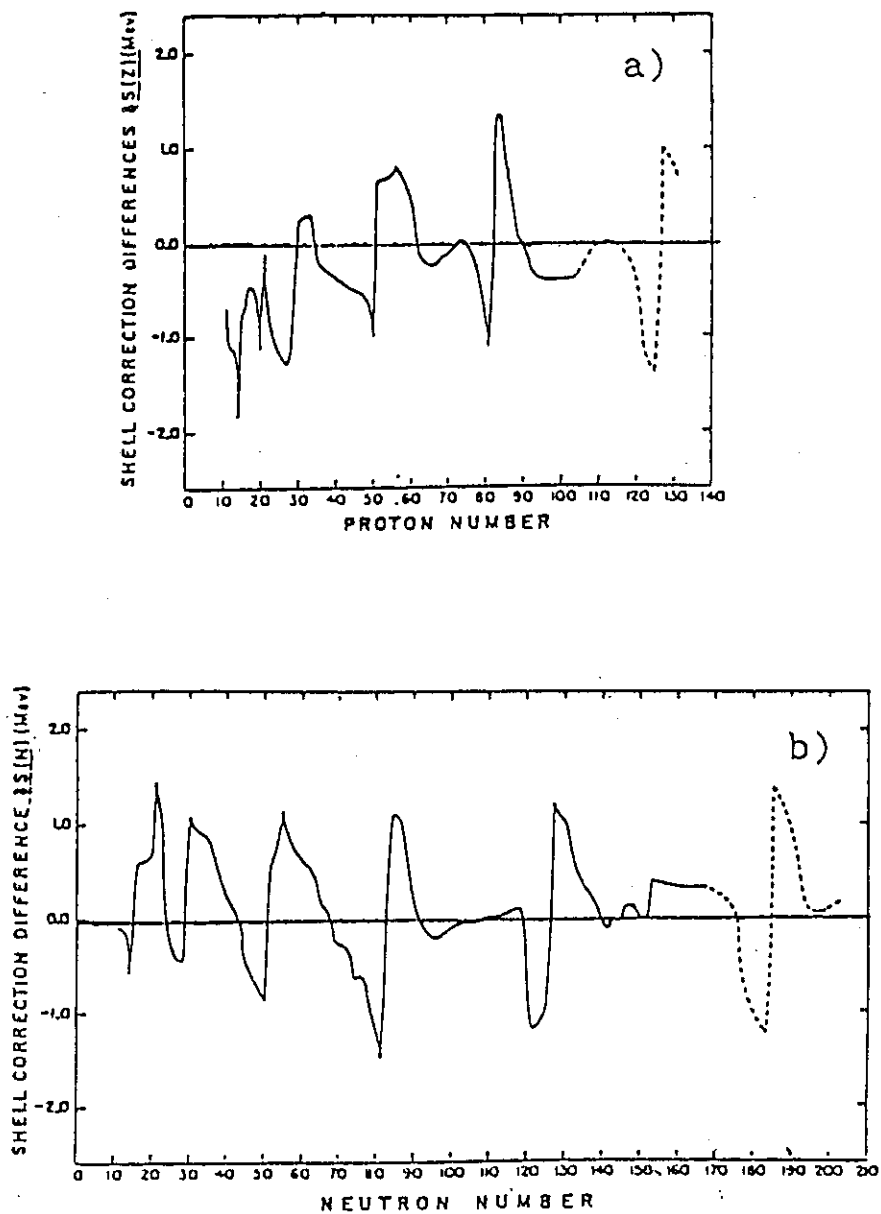 a)
SHELL CORRECTION DIFFERENCES δS(Z)(Mev)
2.0
1.0
0.0
-1.0
-2.0
0 10 20 30 40 50 60 70 80 90 100 110 120 130 140
PROTON NUMBER
b)
SHELL CORRECTION DIFFERENCE δS(N)(Mev)
2.0
1.0
0.0
-1.0
-2.0
0 10 20 30 40 50 60 70 80 90 100 110 120 130 140 150 160 170 180 190 200 210
NEUTRON NUMBER